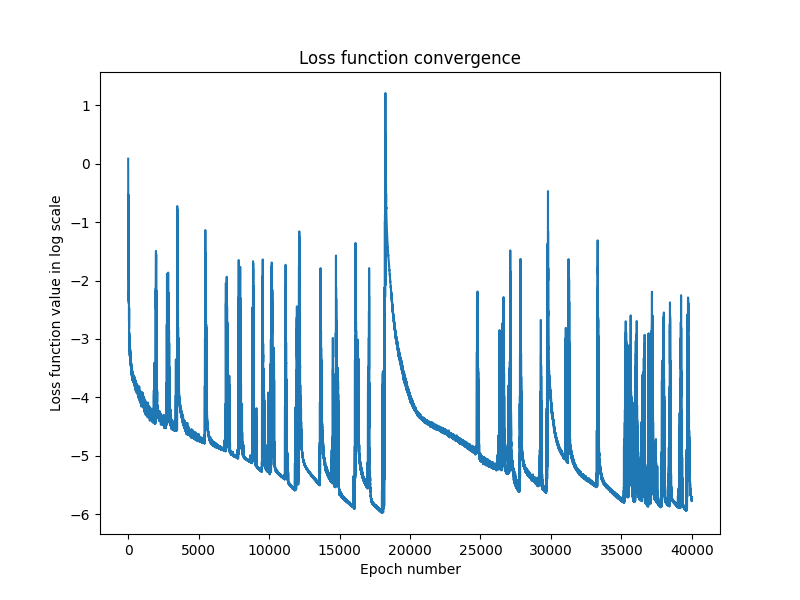 Loss function convergence
Loss function value in log scale
1
0
−1
−2
−3
−4
−5
−6
0 5000 10000 15000 20000 25000 30000 35000 40000
Epoch number